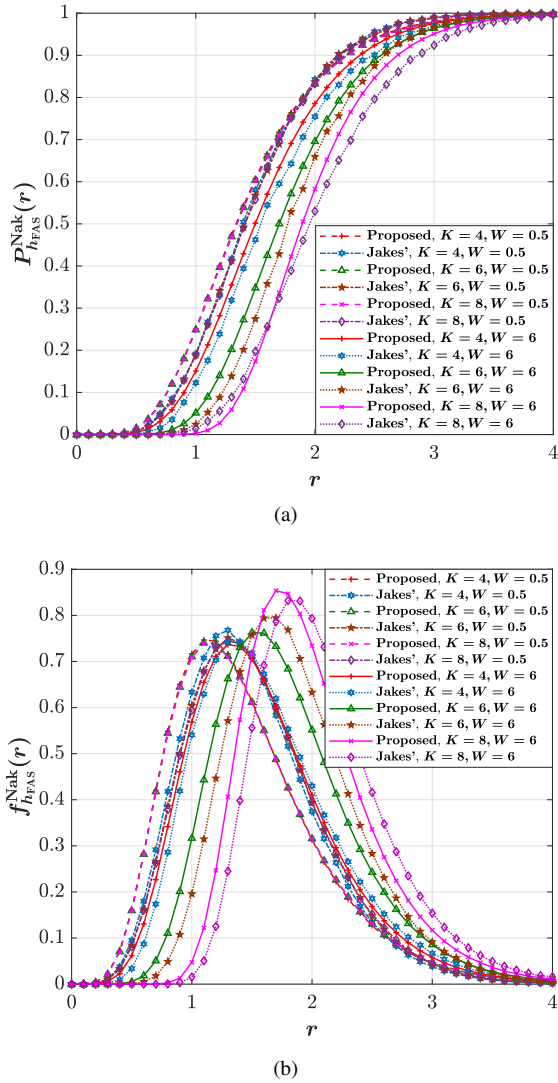 1
0.9
0.8
0.7
0.6
0.5
0.4
0.3
0.2
0.1
0
P^Nak_hFAS(r)
Proposed, K = 4, W = 0.5
Jakes', K = 4, W = 0.5
Proposed, K = 6, W = 0.5
Jakes', K = 6, W = 0.5
Proposed, K = 8, W = 0.5
Jakes', K = 8, W = 0.5
Proposed, K = 4, W = 6
Jakes', K = 4, W = 6
Proposed, K = 6, W = 6
Jakes', K = 6, W = 6
Proposed, K = 8, W = 6
Jakes', K = 8, W = 6
0 1 2 3 4
r
(a)
0.9
0.8
0.7
0.6
0.5
0.4
0.3
0.2
0.1
0
f^Nak_hFAS(r)
Proposed, K = 4, W = 0.5
Jakes', K = 4, W = 0.5
Proposed, K = 6, W = 0.5
Jakes', K = 6, W = 0.5
Proposed, K = 8, W = 0.5
Jakes', K = 8, W = 0.5
Proposed, K = 4, W = 6
Jakes', K = 4, W = 6
Proposed, K = 6, W = 6
Jakes', K = 6, W = 6
Proposed, K = 8, W = 6
Jakes', K = 8, W = 6
0 1 2 3 4
r
(b)